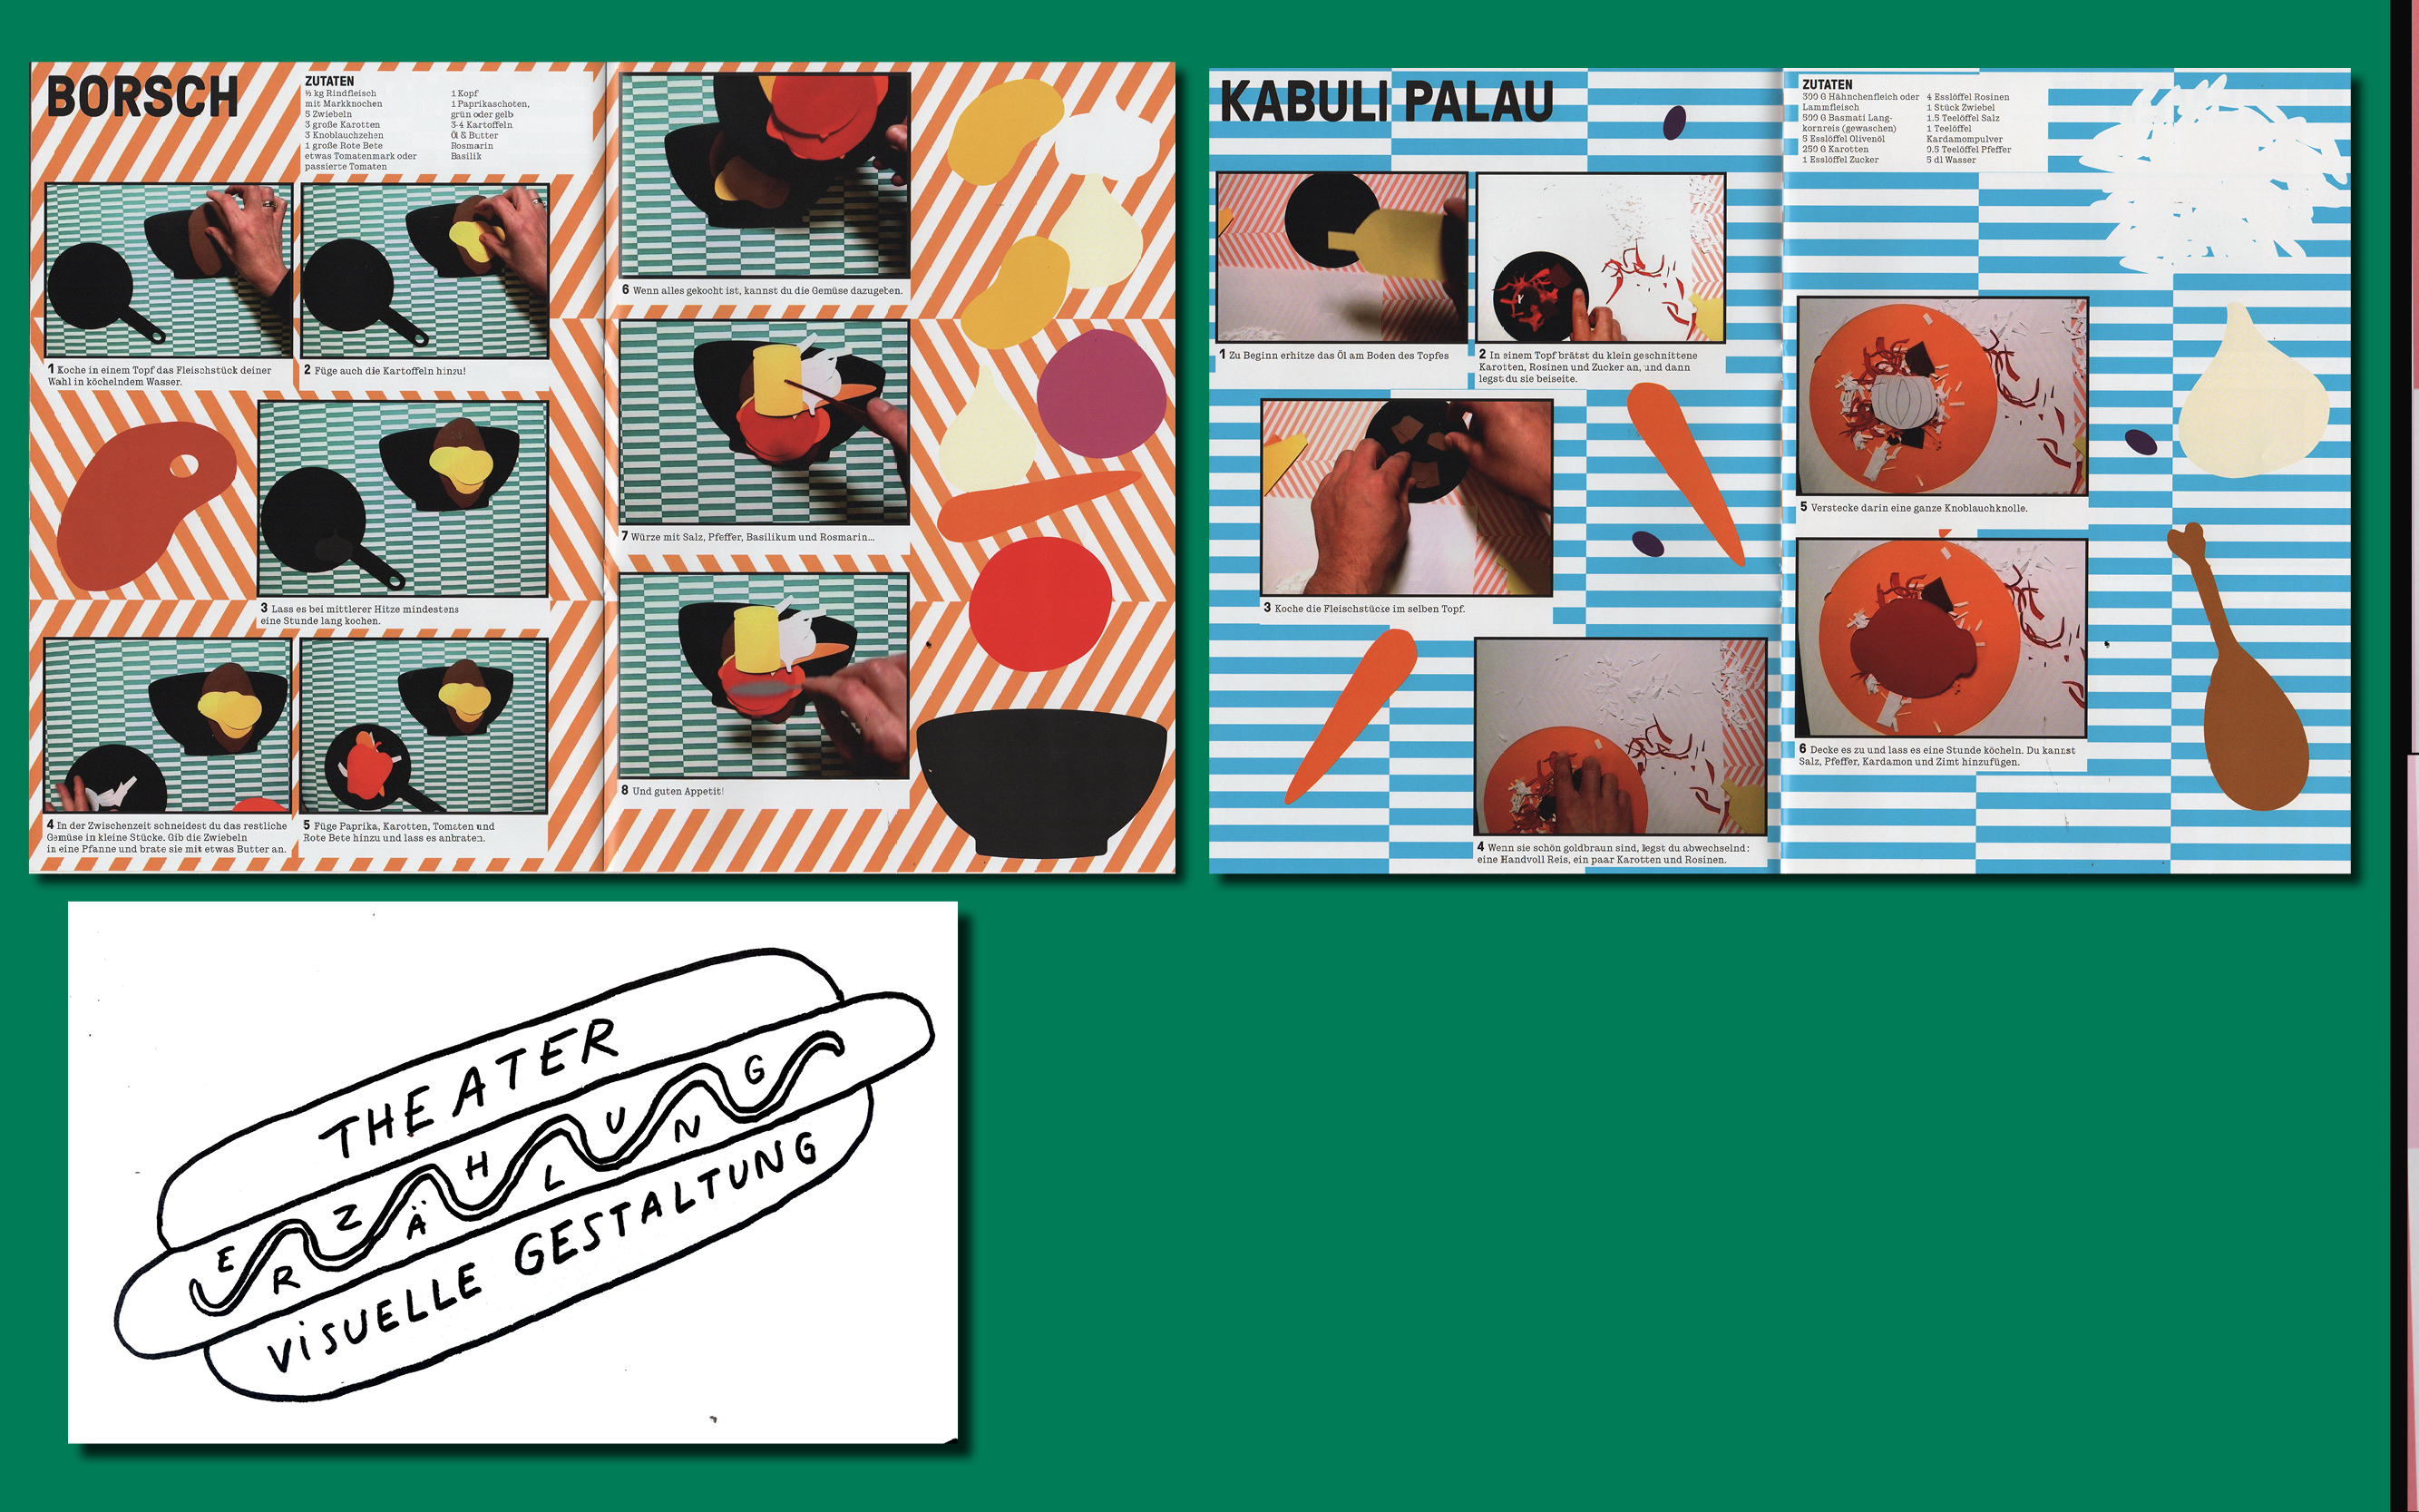 BORSCH
ZUTATEN
½ kg Rindfleisch
mit Markknochen
5 Zwiebeln
3 große Karotten
3 Knoblauchzehen
1 große Rote Bete
etwas Tomatenmark oder
passierte Tomaten
1 Kopf
1 Paprikaschoten,
grün oder gelb
3-4 Kartoffeln
Öl & Butter
Rosmarin
Basilik
1 Koche in einem Topf das Fleischstück deiner
Wahl in köchelndem Wasser.
2 Füge auch die Kartoffeln hinzu!
3 Lass es bei mittlerer Hitze mindestens
eine Stunde lang kochen.
4 In der Zwischenzeit schneidest du das restliche
Gemüse in kleine Stücke. Gib die Zwiebeln
in eine Pfanne und brate sie mit etwas Butter an.
5 Füge Paprika, Karotten, Tomaten und
Rote Bete hinzu und lass es anbraten.
6 Wenn alles gekocht ist, kannst du die Gemüse dazugeben.
7 Würze mit Salz, Pfeffer, Basilikum und Rosmarin...
8 Und guten Appetit!
KABULI PALAU
ZUTATEN
300 G Hähnchenfleich oder
Lammfleisch
500 G Basmati Lang-
kornreis (gewaschen)
5 Esslöffel Olivenöl
250 G Karotten
1 Esslöffel Zucker
4 Esslöffel Rosinen
1 Stück Zwiebel
1.5 Teelöffel Salz
1 Teelöffel
Kardamompulver
0,5 Teelöffel Pfeffer
5 dl Wasser
1 Zu Beginn erhitze das Öl am Boden des Topfes
2 In einem Topf brätst du klein geschnittene
Karotten, Rosinen und Zucker an, und dann
legst du sie beiseite.
3 Koche die Fleischstücke im selben Topf.
4 Wenn sie schön goldbraun sind, legst du abwechselnd:
eine Handvoll Reis, ein paar Karotten und Rosinen.
5 Verstecke darin eine ganze Knoblauchknolle.
6 Decke es zu und lass es eine Stunde köcheln. Du kannst
Salz, Pfeffer, Kardamon und Zimt hinzufügen.
THEATER
ERZÄHLUNG
VISUELLE GESTALTUNG